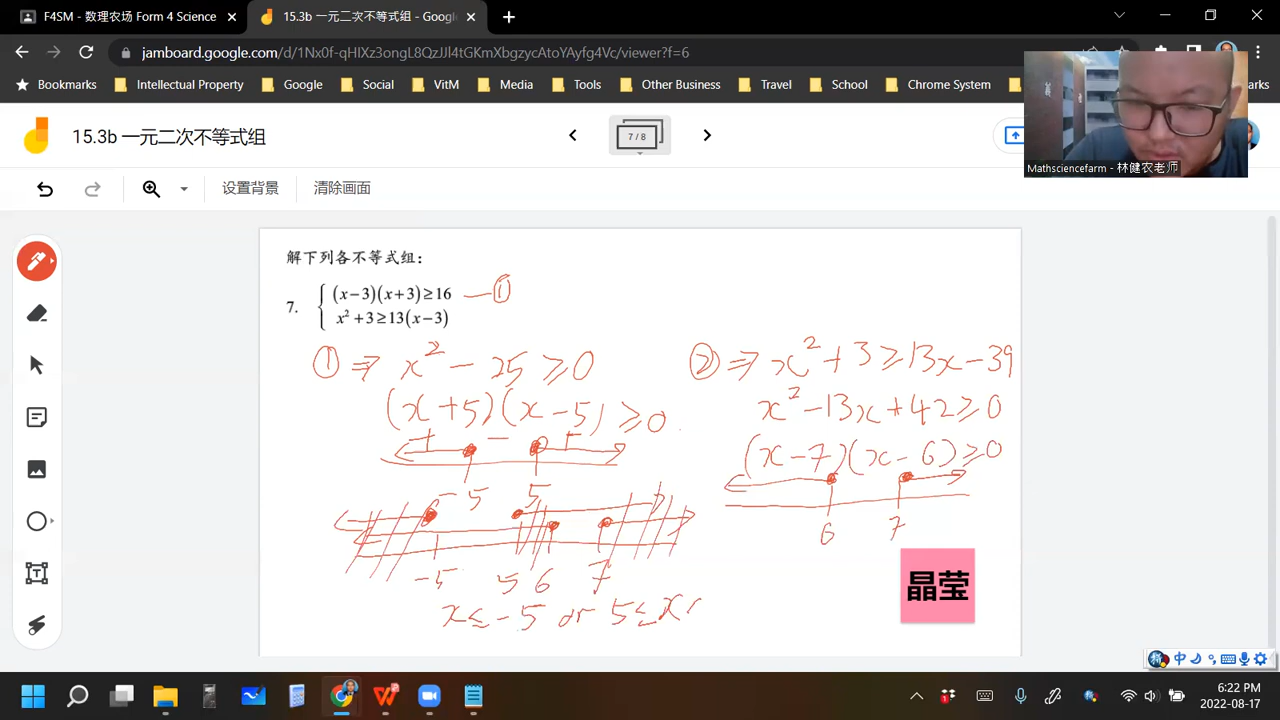 F4SM - 数理农场 Form 4 Science
15.3b 一元二次不等式组 - Google
jamboard.google.com/d/1Nx0f-qHIXz3onqL8QzJJl4tGKmXbgzvcAtoYAyfg4Vc/viewer?f=6
Bookmarks Intellectual Property Google Social VitM Media Tools Other Business Travel School Chrome System
15.3b 一元二次不等式组
7 / 8
设置背景 清除画面
Mathsciencefarm - 林健农老师
解下列各不等式组:
7. (x−3)(x+3)≥16 —①
x²+3≥13(x−3)
① ⇒ x² − 25 ≥ 0
(x+5)(x−5) ≥ 0
+ − +
−5 5
−5 5 6 7
x ≤ −5 or 5 ≤ x <
② ⇒ x² + 3 ≥ 13x − 39
x² − 13x + 42 ≥ 0
(x−7)(x−6) ≥ 0
6 7
晶莹
中
6:22 PM
2022-08-17